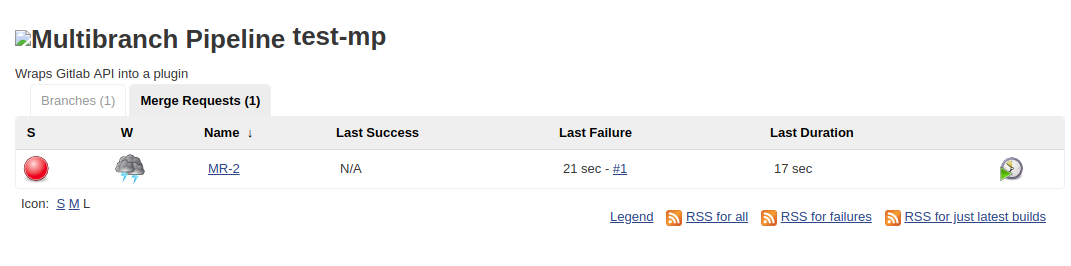 Multibranch Pipeline test-mp
Wraps Gitlab API into a plugin
Branches (1) Merge Requests (1)
S W Name ↓ Last Success Last Failure Last Duration
MR-2 N/A 21 sec - #1 17 sec
Icon: S M L
Legend RSS for all RSS for failures RSS for just latest builds